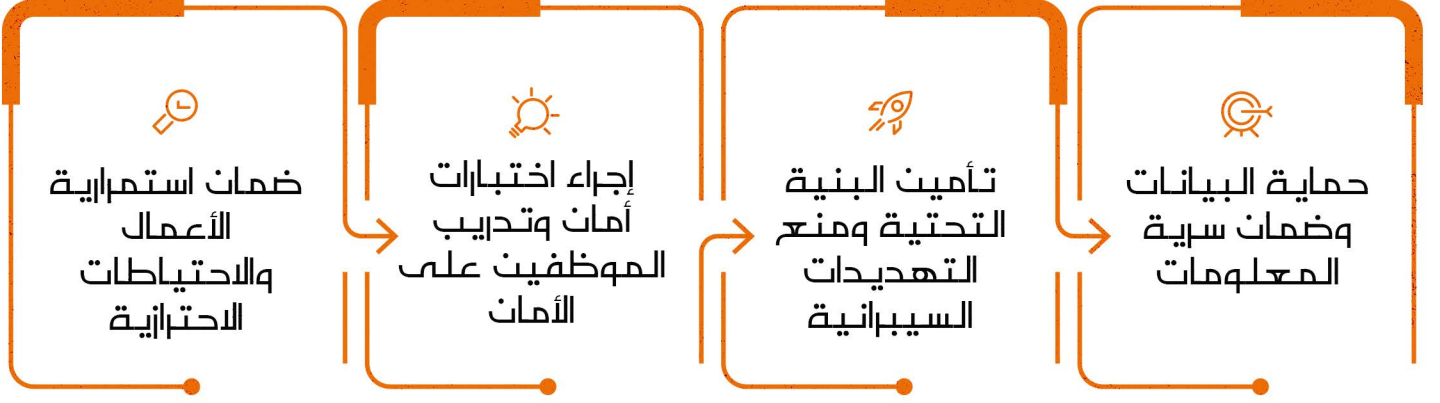 حماية البيانات
وضمان سرية
المعلومات
تأمين البنية
التحتية ومنع
التهديدات
السيبرانية
إجراء اختبارات
أمان وتدريب
الموظفين على
الأمان
ضمان استمرارية
الأعمال
والاحتياطات
الاحترازية